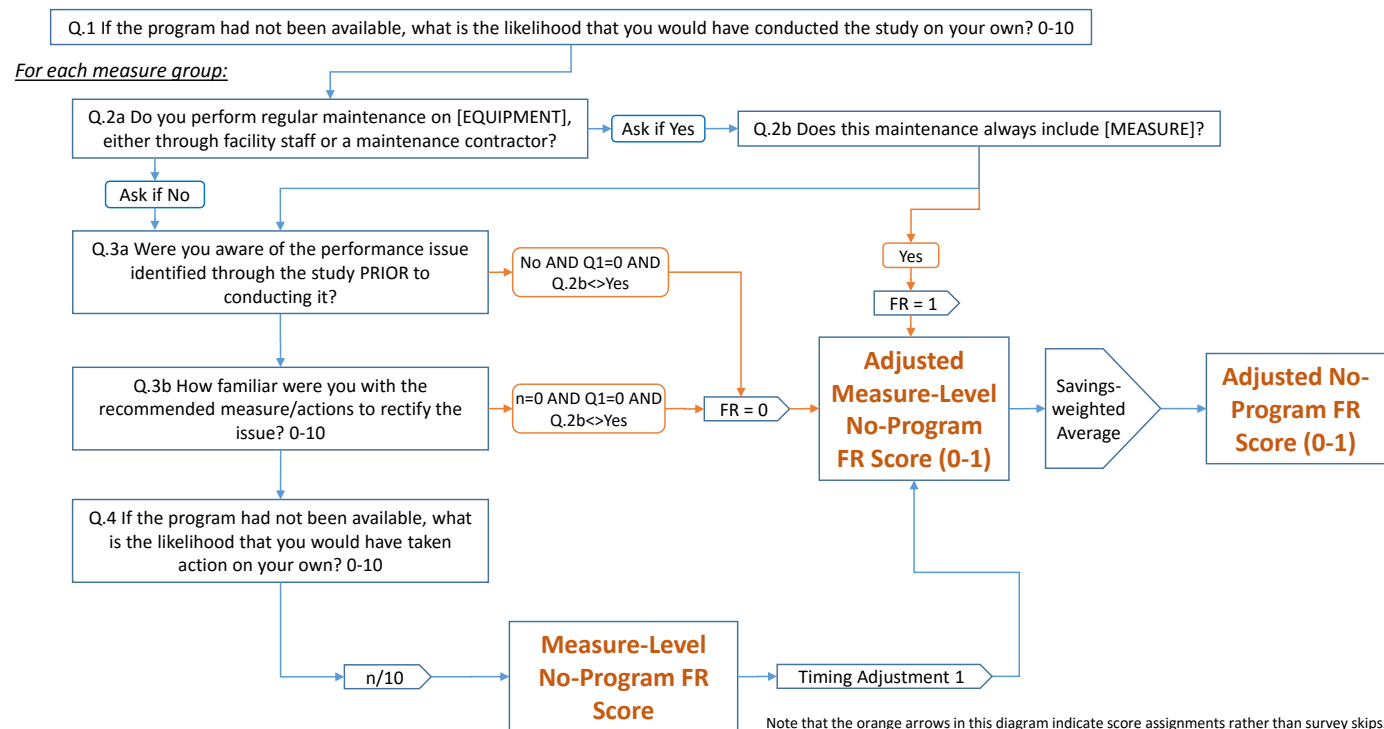 Q.1 If the program had not been available, what is the likelihood that you would have conducted the study on your own? 0-10
For each measure group:
Q.2a Do you perform regular maintenance on [EQUIPMENT],
either through facility staff or a maintenance contractor?
Ask if Yes
Q.2b Does this maintenance always include [MEASURE]?
Ask if No
Q.3a Were you aware of the performance issue
identified through the study PRIOR to
conducting it?
No AND Q1=0 AND
Q.2b<>Yes
Yes
FR = 1
Q.3b How familiar were you with the
recommended measure/actions to rectify the
issue? 0-10
n=0 AND Q1=0 AND
Q.2b<>Yes
FR = 0
Adjusted
Measure-Level
No-Program
FR Score (0-1)
Savings-
weighted
Average
Adjusted No-
Program FR
Score (0-1)
Q.4 If the program had not been available, what
is the likelihood that you would have taken
action on your own? 0-10
n/10
Measure-Level
No-Program FR
Score
Timing Adjustment 1
Note that the orange arrows in this diagram indicate score assignments rather than survey skips